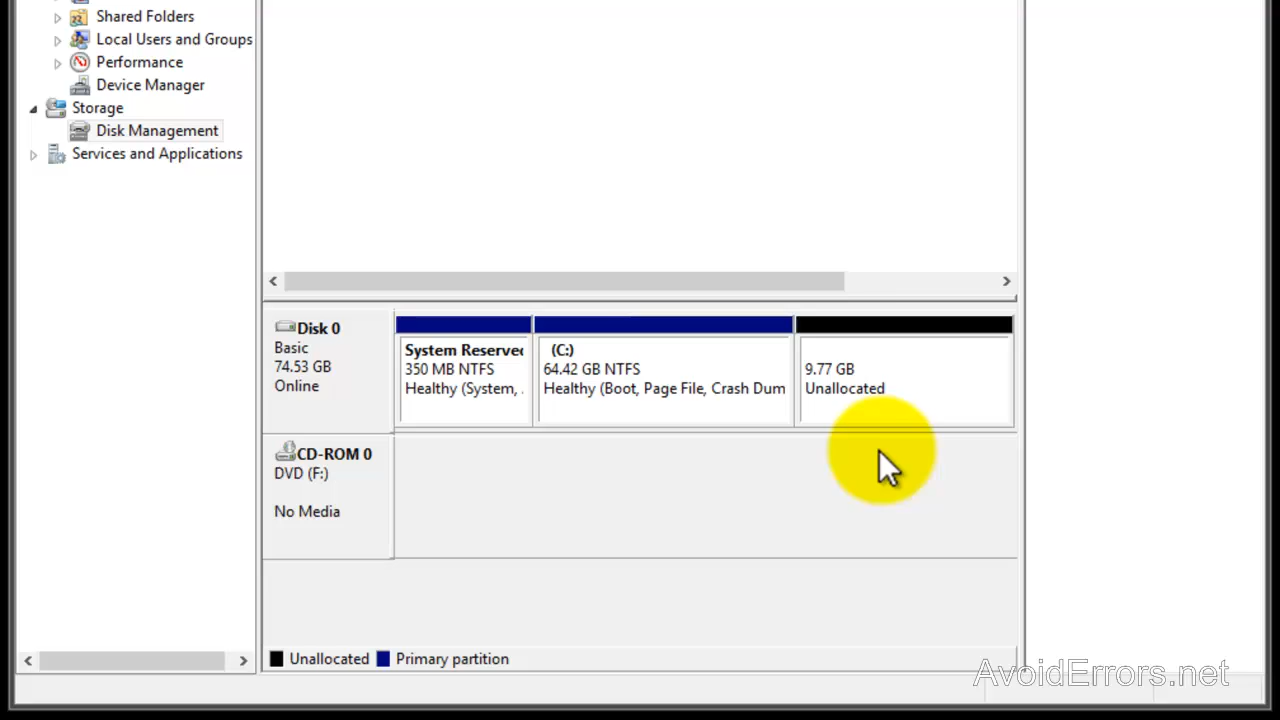 Shared Folders
Local Users and Groups
Performance
Device Manager
Storage
Disk Management
Services and Applications
Disk 0
Basic
74.53 GB
Online
System Reserved
350 MB NTFS
Healthy (System, .
(C:)
64.42 GB NTFS
Healthy (Boot, Page File, Crash Dum
9.77 GB
Unallocated
CD-ROM 0
DVD (F:)
No Media
Unallocated Primary partition
AvoidErrors.net